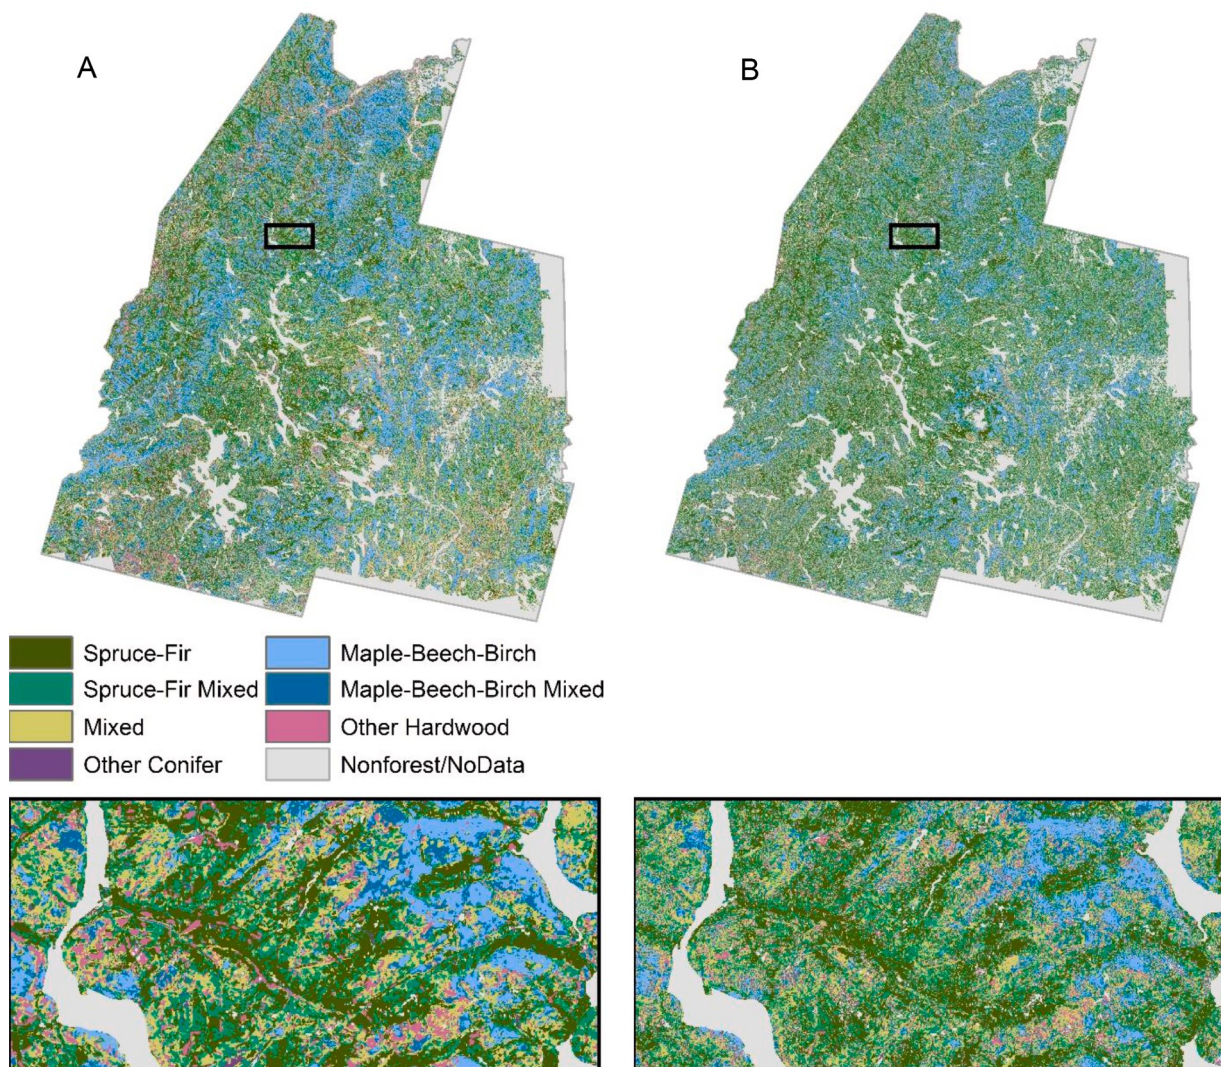 A
B
Spruce-Fir
Maple-Beech-Birch
Spruce-Fir Mixed
Maple-Beech-Birch Mixed
Mixed
Other Hardwood
Other Conifer
Nonforest/NoData